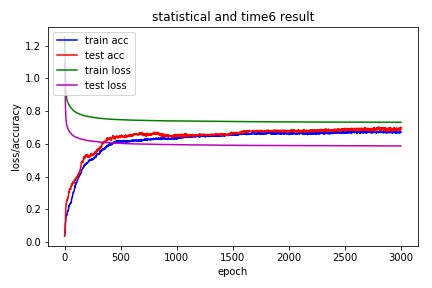 statistical and time6 result
train acc
test acc
train loss
test loss
loss/accuracy
1.2
1.0
0.8
0.6
0.4
0.2
0.0
0
500
1000
1500
2000
2500
3000
epoch